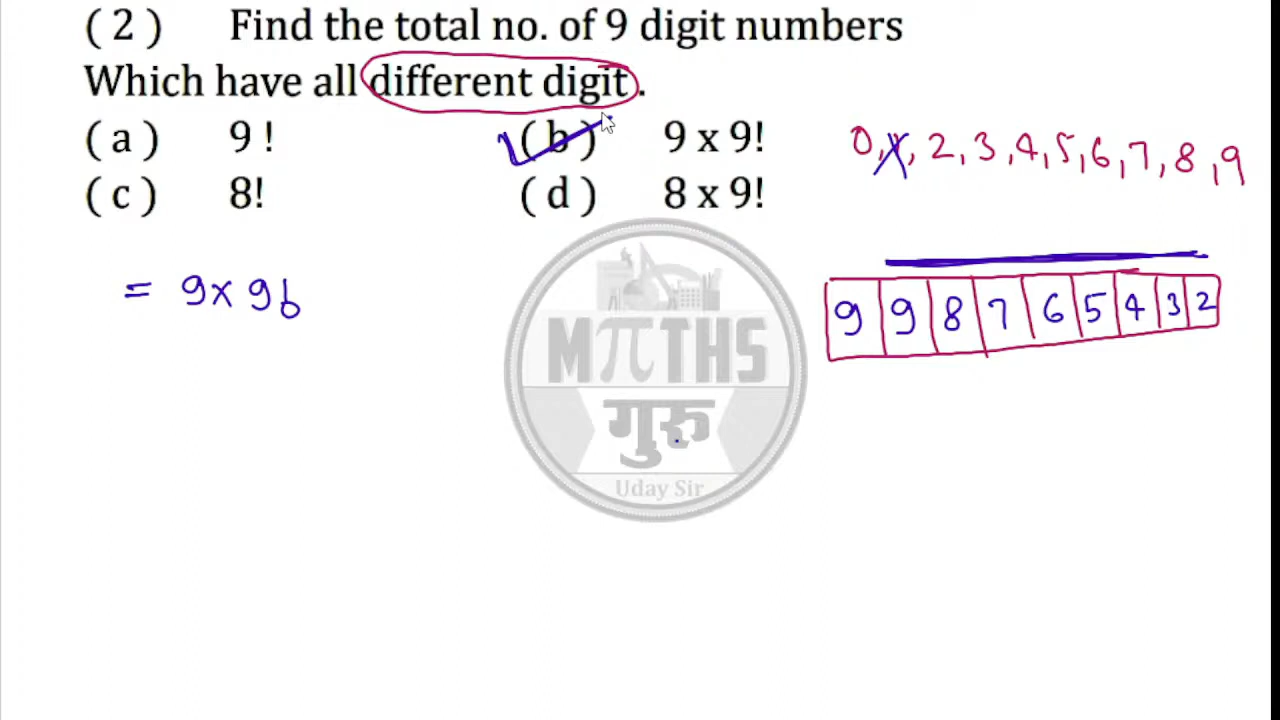 ( 2 ) Find the total no. of 9 digit numbers
Which have all different digit .
( a ) 9 ! ( b ) 9 x 9!
( c ) 8! ( d ) 8 x 9!
0, 1, 2, 3, 4, 5, 6, 7, 8, 9
= 9 x 9
9 9 8 7 6 5 4 3 2
MπTHS
गुरु
Uday Sir